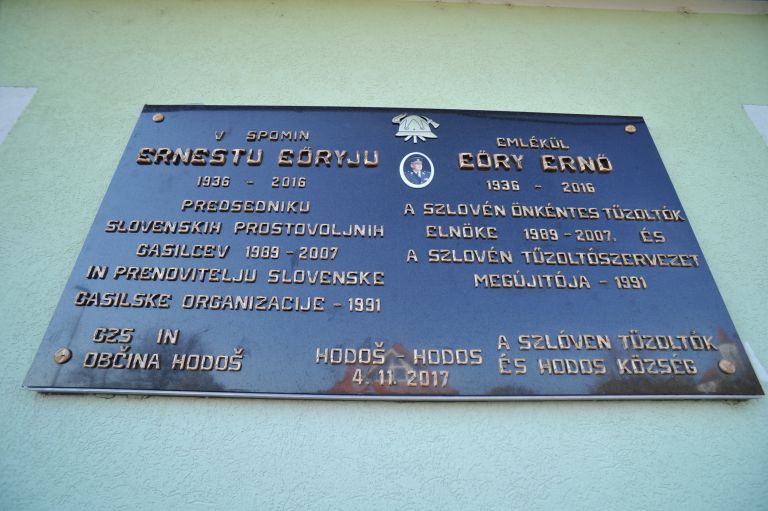 V SPOMIN
ERNESTU EÖRYJU
1936 - 2016
PREDSEDNIKU
SLOVENSKIH PROSTOVOLJNIH
GASILCEV 1989 - 2007
IN PRENOVITELJU SLOVENSKE
GASILSKE ORGANIZACIJE - 1991
GZS IN
OBČINA HODOŠ
EMLÉKÜL
EÖRY ERNŐ
1936 - 2016
A SZLOVÉN ÖNKÉNTES TŰZOLTÓK
ELNÖKE 1989 - 2007. ÉS
A SZLOVÉN TŰZOLTÓSZERVEZET
MEGÚJITÓJA - 1991
HODOŠ - HODOS
4. 11. 2017
A SZLÓVEN TŰZOLTÓK
ÉS HODOS KÖZSÉG